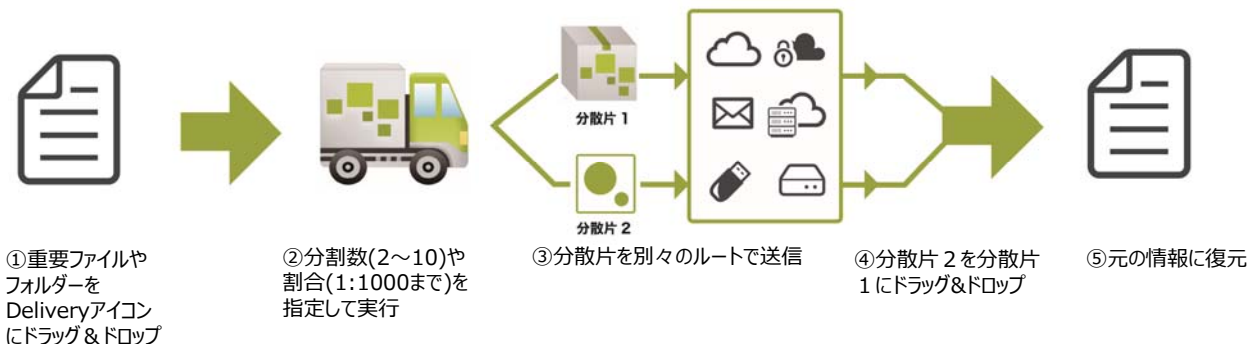 分散片 1
分散片 2
①重要ファイルや
フォルダーを
Deliveryアイコン
にドラッグ＆ドロップ
②分割数(2～10)や
割合(1:1000まで)を
指定して実行
③分散片を別々のルートで送信
④分散片２を分散片
１にドラッグ&ドロップ
⑤元の情報に復元